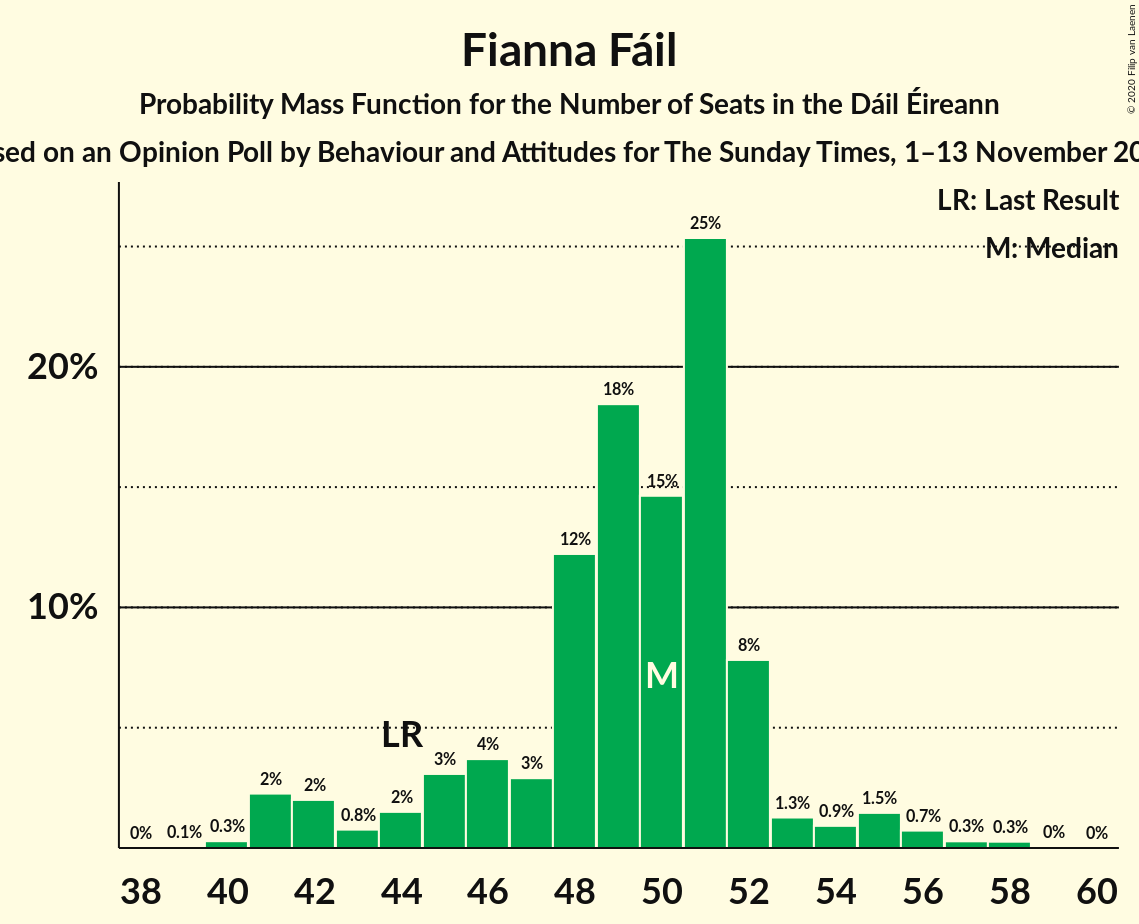 Fianna Fáil
Probability Mass Function for the Number of Seats in the Dáil Éireann
on an Opinion Poll by Behaviour and Attitudes for The Sunday Times, 1–13 November
© 2020 Filip van Laenen
LR: Last Result
M: Median
20%
10%
0%
0.1%
0.3%
2%
2%
0.8%
2%
3%
4%
3%
12%
18%
15%
25%
8%
1.3%
0.9%
1.5%
0.7%
0.3%
0.3%
0%
0%
LR
M
38 40 42 44 46 48 50 52 54 56 58 60